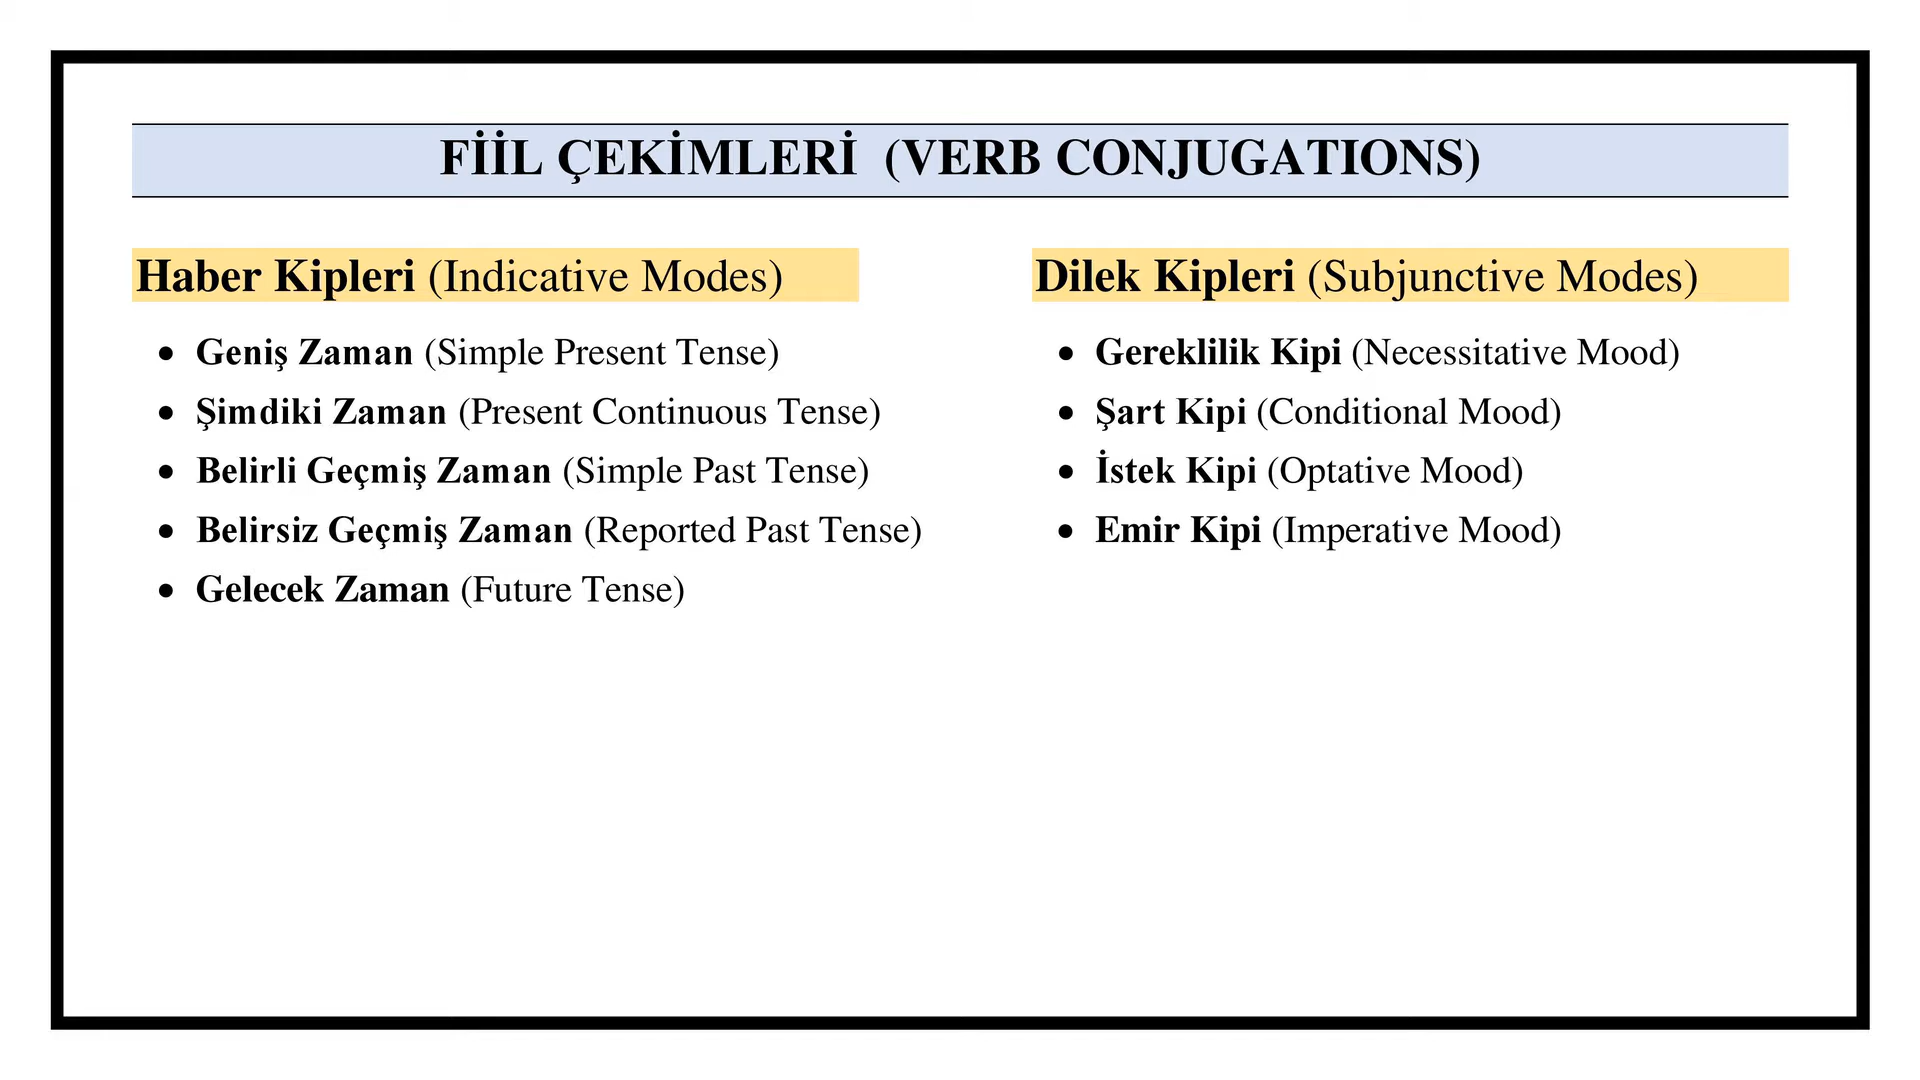 FİİL ÇEKİMLERİ (VERB CONJUGATIONS)
Haber Kipleri (Indicative Modes)
• Geniş Zaman (Simple Present Tense)
• Şimdiki Zaman (Present Continuous Tense)
• Belirli Geçmiş Zaman (Simple Past Tense)
• Belirsiz Geçmiş Zaman (Reported Past Tense)
• Gelecek Zaman (Future Tense)
Dilek Kipleri (Subjunctive Modes)
• Gereklilik Kipi (Necessitative Mood)
• Şart Kipi (Conditional Mood)
• İstek Kipi (Optative Mood)
• Emir Kipi (Imperative Mood)